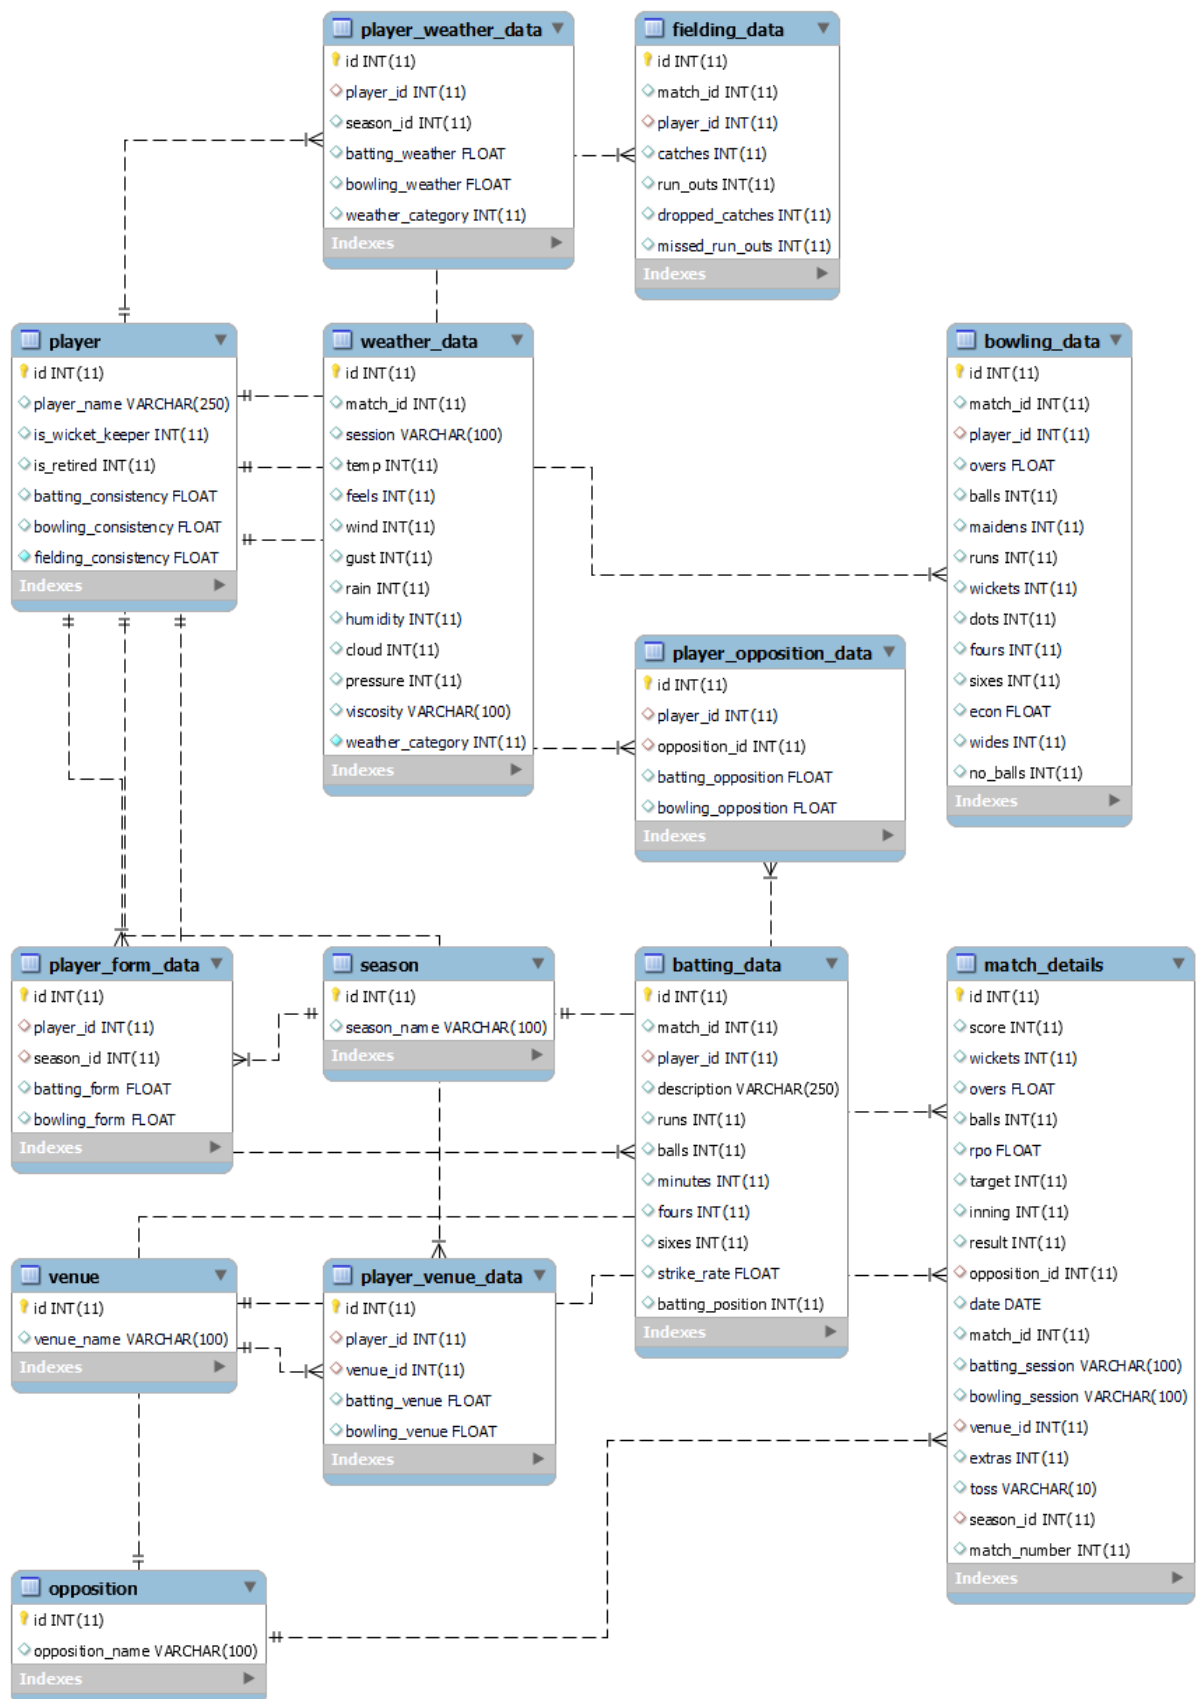 player_weather_data
id INT(11)
player_id INT(11)
season_id INT(11)
batting_weather FLOAT
bowling_weather FLOAT
weather_category INT(11)
Indexes
fielding_data
id INT(11)
match_id INT(11)
player_id INT(11)
catches INT(11)
run_outs INT(11)
dropped_catches INT(11)
missed_run_outs INT(11)
Indexes
player
id INT(11)
player_name VARCHAR(250)
is_wicket_keeper INT(11)
is_retired INT(11)
batting_consistency FLOAT
bowling_consistency FLOAT
fielding_consistency FLOAT
Indexes
weather_data
id INT(11)
match_id INT(11)
session VARCHAR(100)
temp INT(11)
feels INT(11)
wind INT(11)
gust INT(11)
rain INT(11)
humidity INT(11)
cloud INT(11)
pressure INT(11)
viscosity VARCHAR(100)
weather_category INT(11)
Indexes
bowling_data
id INT(11)
match_id INT(11)
player_id INT(11)
overs FLOAT
balls INT(11)
maidens INT(11)
runs INT(11)
wickets INT(11)
dots INT(11)
fours INT(11)
sixes INT(11)
econ FLOAT
wides INT(11)
no_balls INT(11)
Indexes
player_opposition_data
id INT(11)
player_id INT(11)
opposition_id INT(11)
batting_opposition FLOAT
bowling_opposition FLOAT
Indexes
player_form_data
id INT(11)
player_id INT(11)
season_id INT(11)
batting_form FLOAT
bowling_form FLOAT
Indexes
season
id INT(11)
season_name VARCHAR(100)
Indexes
batting_data
id INT(11)
match_id INT(11)
player_id INT(11)
description VARCHAR(250)
runs INT(11)
balls INT(11)
minutes INT(11)
fours INT(11)
sixes INT(11)
strike_rate FLOAT
batting_position INT(11)
Indexes
match_details
id INT(11)
score INT(11)
wickets INT(11)
overs FLOAT
balls INT(11)
rpo FLOAT
target INT(11)
inning INT(11)
result INT(11)
opposition_id INT(11)
date DATE
match_id INT(11)
batting_session VARCHAR(100)
bowling_session VARCHAR(100)
venue_id INT(11)
extras INT(11)
toss VARCHAR(10)
season_id INT(11)
match_number INT(11)
Indexes
venue
id INT(11)
venue_name VARCHAR(100)
Indexes
player_venue_data
id INT(11)
player_id INT(11)
venue_id INT(11)
batting_venue FLOAT
bowling_venue FLOAT
Indexes
opposition
id INT(11)
opposition_name VARCHAR(100)
Indexes